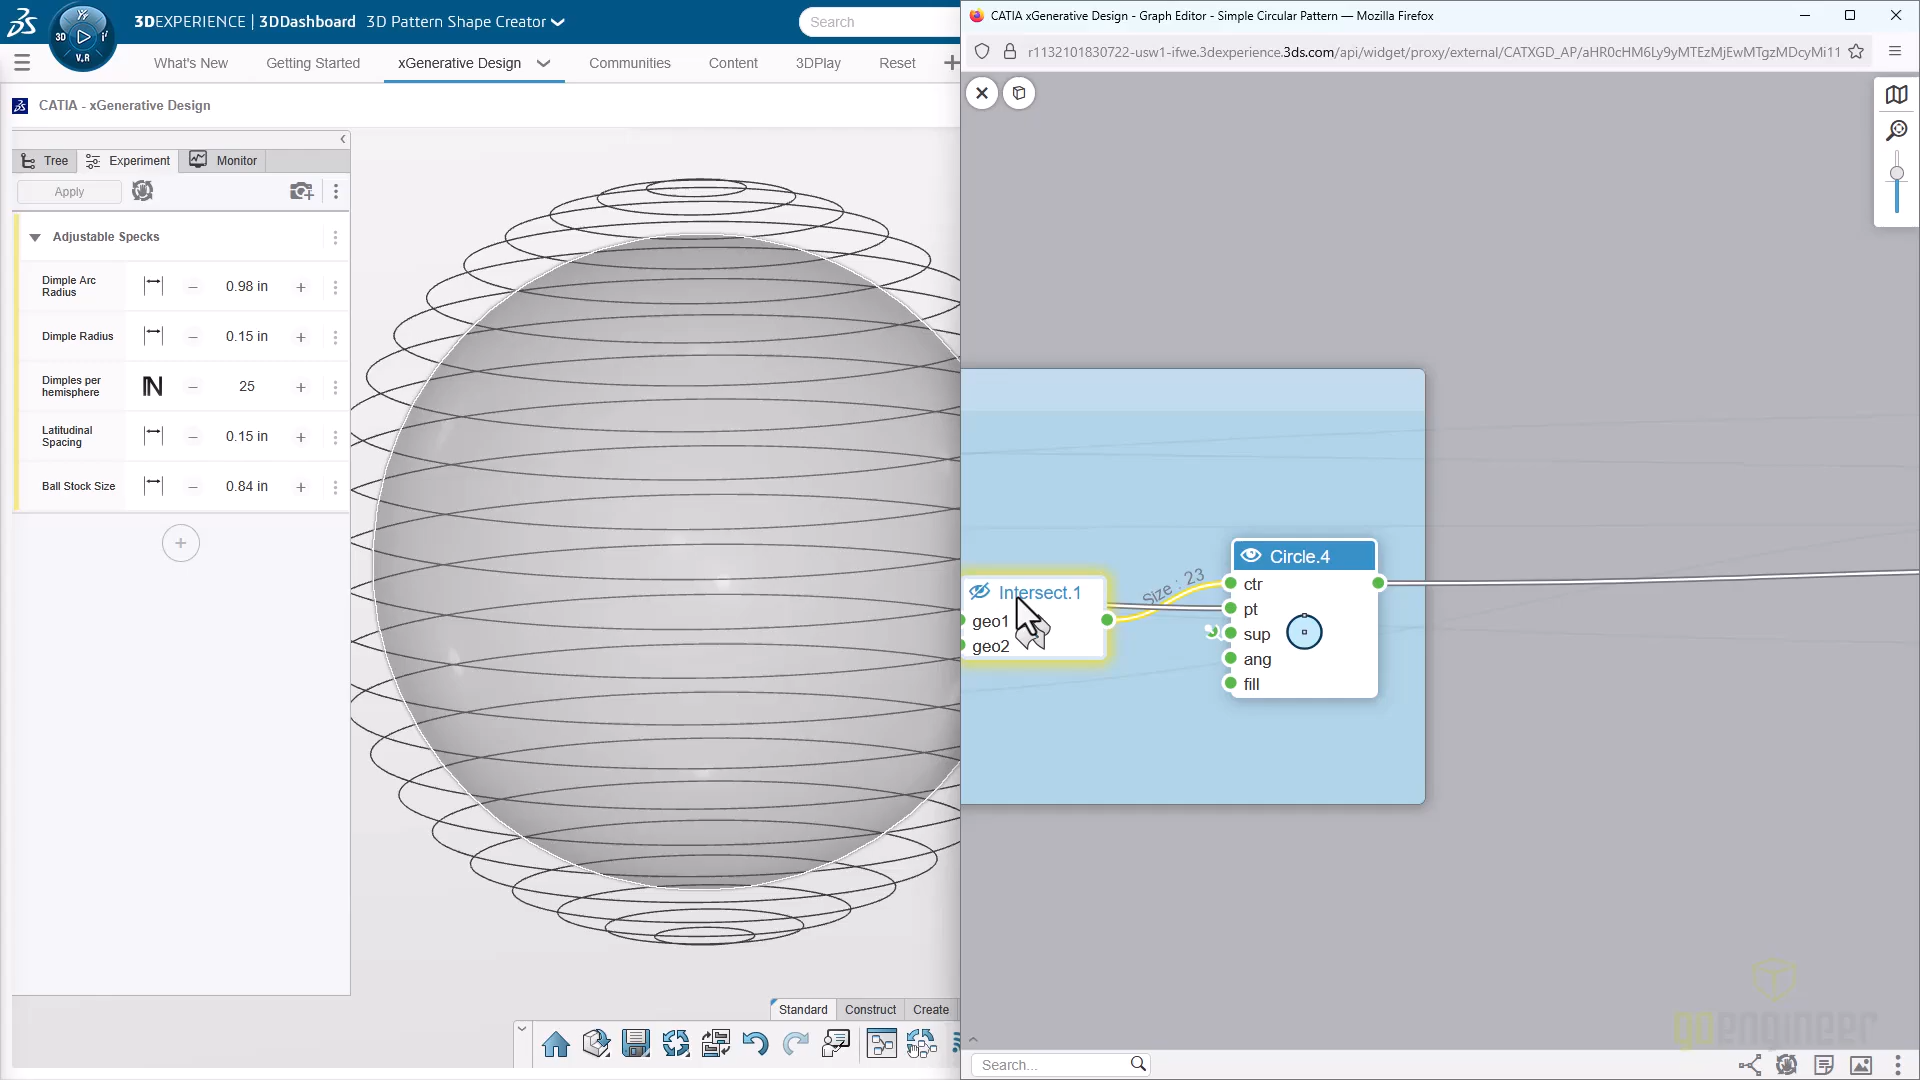 3DEXPERIENCE | 3DDashboard 3D Pattern Shape Creator
Search
3D
V.R
What's New
Getting Started
xGenerative Design
Communities
Content
3DPlay
Reset
CATIA - xGenerative Design
Tree
Experiment
Monitor
Apply
Adjustable Specks
Dimple Arc
Radius
0.98 in
Dimple Radius
0.15 in
Dimples per
hemisphere
N
25
Latitudinal
Spacing
0.15 in
Ball Stock Size
0.84 in
Standard
Construct
Create
CATIA xGenerative Design - Graph Editor - Simple Circular Pattern — Mozilla Firefox
r1132101830722-usw1-ifwe.3dexperience.3ds.com/api/widget/proxy/external/CATXGD_AP/aHR0cHM6Ly9yMTEzMjEwMTgzMDcyMi11
Intersect.1
geo1
geo2
Size : 23
Circle.4
ctr
pt
sup
ang
fill
goengineer
Search...